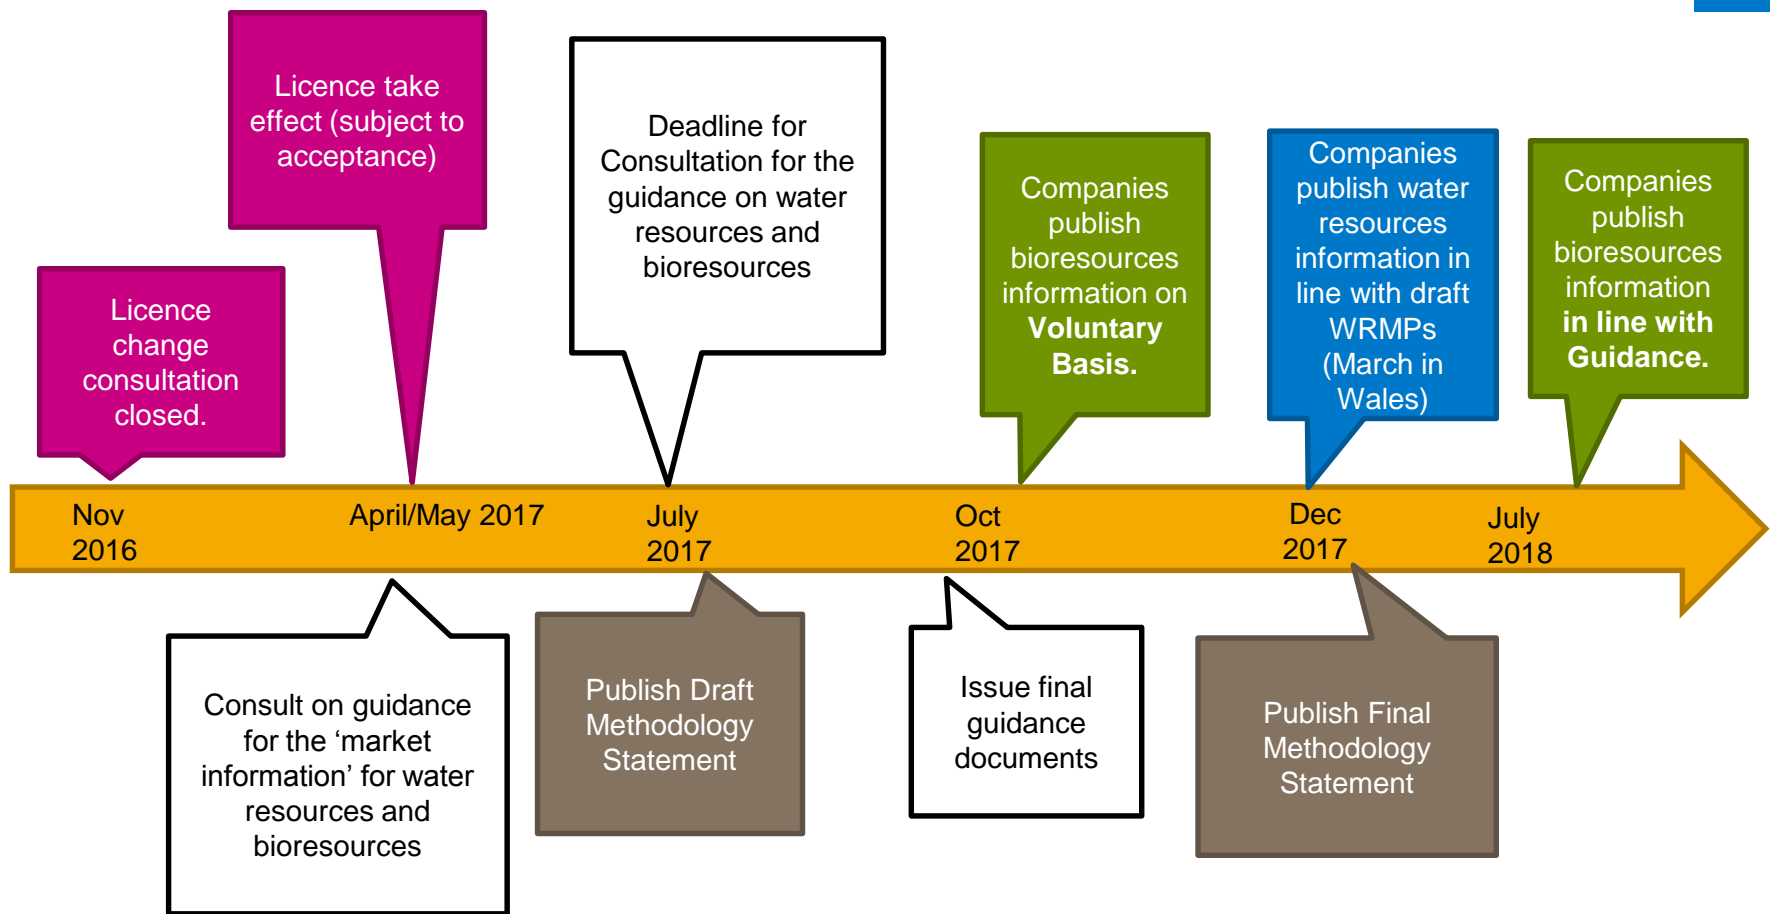 Licence take
effect (subject to
acceptance)
Deadline for
Consultation for the
guidance on water
resources and
bioresources
Licence
change
consultation
closed.
Companies
publish
bioresources
information on
Voluntary
Basis.
Companies
publish water
resources
information in
line with draft
WRMPs
(March in
Wales)
Companies
publish
bioresources
information
in line with
Guidance.
Nov
2016
April/May 2017
July
2017
Oct
2017
Dec
2017
July
2018
Consult on guidance
for the ‘market
information’ for water
resources and
bioresources
Publish Draft
Methodology
Statement
Issue final
guidance
documents
Publish Final
Methodology
Statement